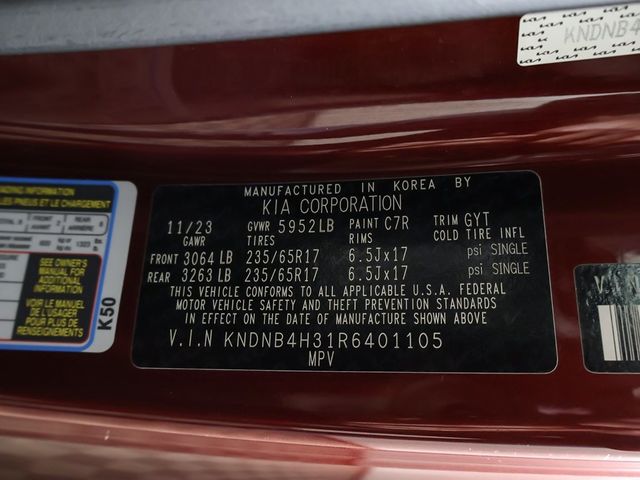 KNDNB4
MANUFACTURED IN KOREA BY
KIA CORPORATION
11/23 GVWR 5952LB PAINT C7R TRIM GYT
GAWR TIRES RIMS COLD TIRE INFL
FRONT 3064 LB 235/65R17 6.5Jx17 psi SINGLE
REAR 3263 LB 235/65R17 6.5Jx17 psi SINGLE
THIS VEHICLE CONFORMS TO ALL APPLICABLE U.S.A. FEDERAL
MOTOR VEHICLE SAFETY AND THEFT PREVENTION STANDARDS
IN EFFECT ON THE DATE OF MANUFACTURE SHOWN ABOVE
V.I.N KNDNB4H31R6401105
MPV
SEE OWNER'S
MANUAL FOR
ADDITIONAL
INFORMATION
VOIR LE MANUEL
DE L'USAGER
POUR PLUS DE
RENSEIGNEMENTS
K50